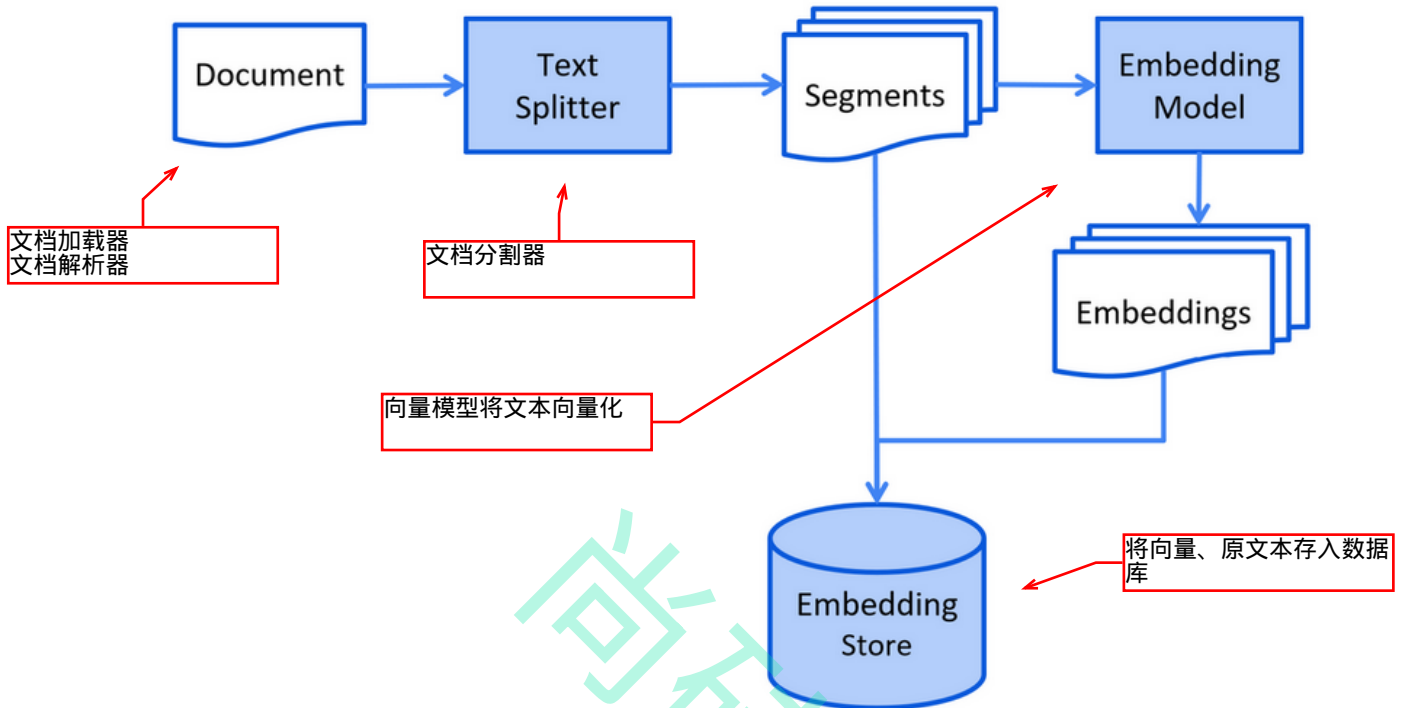 Document
Text
Splitter
Segments
Embedding
Model
文档加载器
文档解析器
文档分割器
Embeddings
向量模型将文本向量化
将向量、原文本存入数据
库
Embedding
Store
尚硅